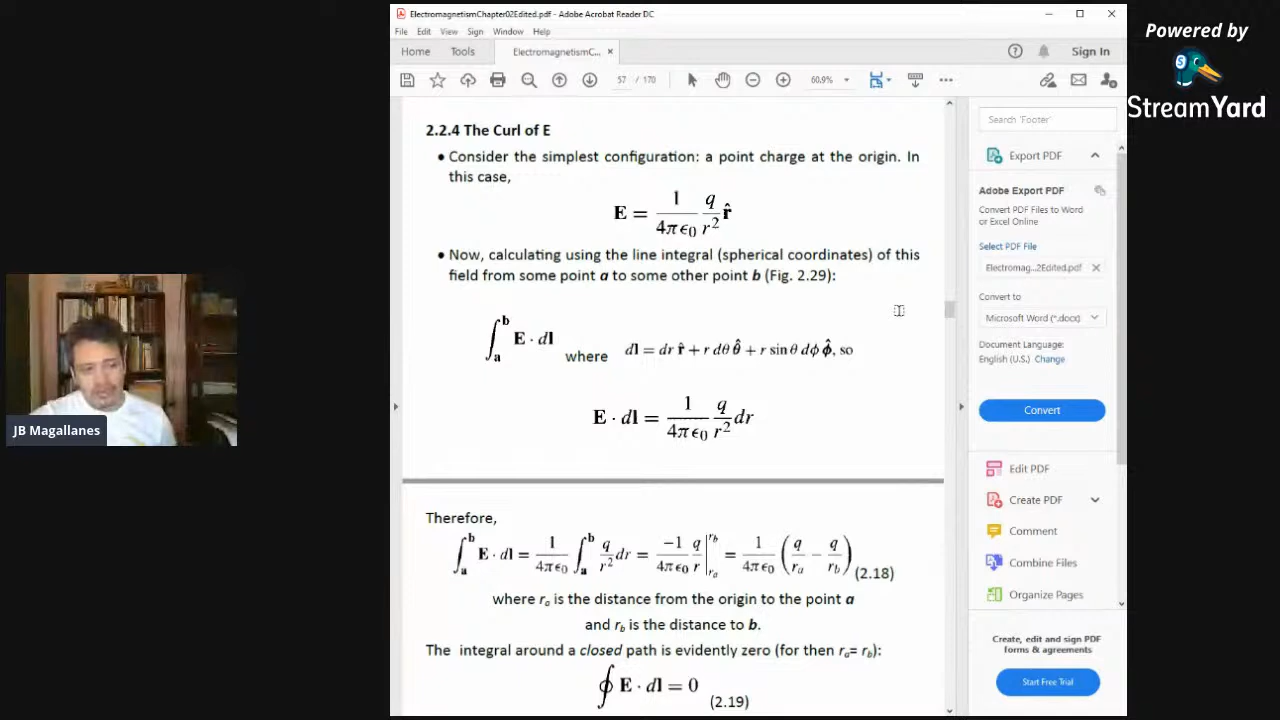 ElectromagnetismChapter02Edited.pdf - Adobe Acrobat Reader DC
File Edit View Sign Window Help
Home Tools ElectromagnetismC... × Sign In
57 / 170 60.9%
2.2.4 The Curl of E
• Consider the simplest configuration: a point charge at the origin. In
this case,
E = 1/4πϵ₀ q/r² r̂
• Now, calculating using the line integral (spherical coordinates) of this
field from some point a to some other point b (Fig. 2.29):
∫ₐᵇ E · dl where dl = dr r̂ + r dθ θ̂ + r sin θ dϕ ϕ̂, so
E · dl = 1/4πϵ₀ q/r² dr
Therefore,
∫ₐᵇ E · dl = 1/4πϵ₀ ∫ₐᵇ q/r² dr = -1/4πϵ₀ q/r |_{r_a}^{r_b} = 1/4πϵ₀ (q/r_a − q/r_b) (2.18)
where r_a is the distance from the origin to the point a
and r_b is the distance to b.
The integral around a closed path is evidently zero (for then r_a= r_b):
∮ E · dl = 0 (2.19)
Search 'Footer'
Export PDF
Adobe Export PDF
Convert PDF Files to Word
or Excel Online
Select PDF File
Electromag...2Edited.pdf ×
Convert to
Microsoft Word (*.docx)
Document Language:
English (U.S.) Change
Convert
Edit PDF
Create PDF
Comment
Combine Files
Organize Pages
Convert, edit and sign PDF
forms & agreements
Start Free Trial
JB Magallanes
Powered by
StreamYard